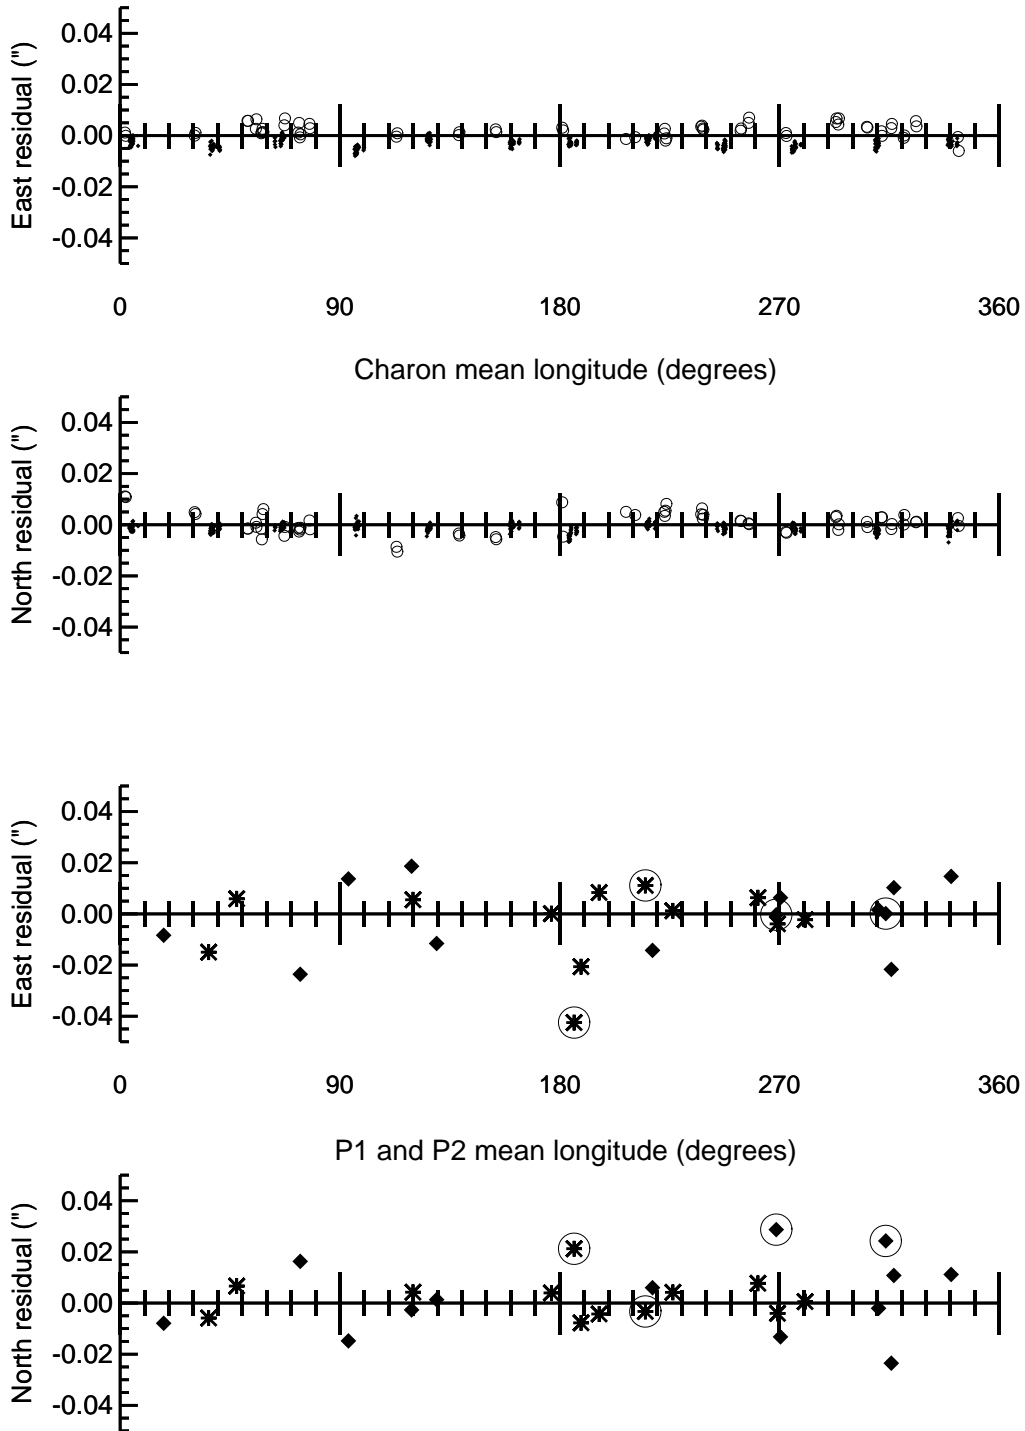 East residual (")
0.04
0.02
0.00
-0.02
-0.04
0 90 180 270 360
Charon mean longitude (degrees)
North residual (")
0.04
0.02
0.00
-0.02
-0.04
East residual (")
0.04
0.02
0.00
-0.02
-0.04
0 90 180 270 360
P1 and P2 mean longitude (degrees)
North residual (")
0.04
0.02
0.00
-0.02
-0.04